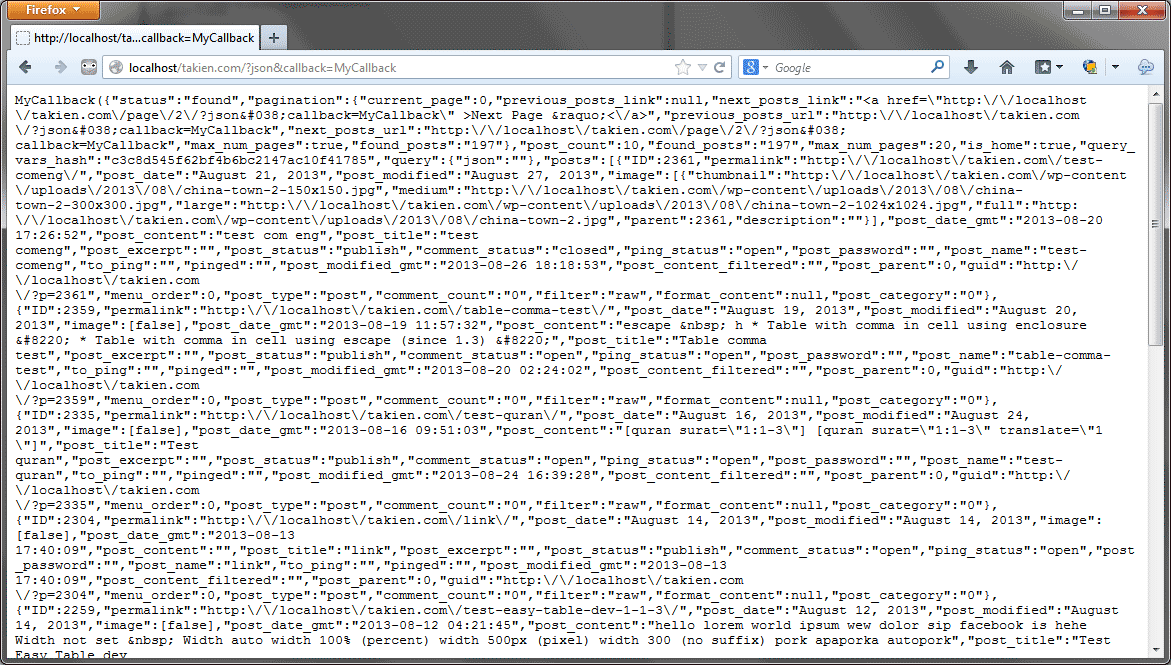 Firefox
http://localhost/ta...callback=MyCallback
localhost/takien.com/?json&callback=MyCallback
Google
MyCallback({"status":"found","pagination":{"current_page":0,"previous_posts_link":null,"next_posts_link":"<a href=\"http:\/\/localhost
\/takien.com\/page\/2\/?json&#038;callback=MyCallback\" >Next Page &raquo;<\/a>","previous_posts_url":"http:\/\/localhost\/takien.com
\/?json&#038;callback=MyCallback","next_posts_url":"http:\/\/localhost\/takien.com\/page\/2\/?json&#038;
callback=MyCallback","max_num_pages":true,"found_posts":"197"},"post_count":10,"found_posts":"197","max_num_pages":20,"is_home":true,"query_
vars_hash":"c3c8d545f62bf4b6bc2147ac10f41785","query":{"json":""},"posts":[{"ID":2361,"permalink":"http:\/\/localhost\/takien.com\/test-
comeng\/","post_date":"August 21, 2013","post_modified":"August 27, 2013","image":[{"thumbnail":"http:\/\/localhost\/takien.com\/wp-content
\/uploads\/2013\/08\/china-town-2-150x150.jpg","medium":"http:\/\/localhost\/takien.com\/wp-content\/uploads\/2013\/08\/china-
town-2-300x300.jpg","large":"http:\/\/localhost\/takien.com\/wp-content\/uploads\/2013\/08\/china-town-2-1024x1024.jpg","full":"http:
\/\/localhost\/takien.com\/wp-content\/uploads\/2013\/08\/china-town-2.jpg","parent":2361,"description":""}],"post_date_gmt":"2013-08-20
17:26:52","post_content":"test com eng","post_title":"test
comeng","post_excerpt":"","post_status":"publish","comment_status":"closed","ping_status":"open","post_password":"","post_name":"test-
comeng","to_ping":"","pinged":"","post_modified_gmt":"2013-08-26 18:18:53","post_content_filtered":"","post_parent":0,"guid":"http:\/
\/localhost\/takien.com
\/?p=2361","menu_order":0,"post_type":"post","comment_count":"0","filter":"raw","format_content":null,"post_category":"0"},
{"ID":2359,"permalink":"http:\/\/localhost\/takien.com\/table-comma-test\/","post_date":"August 19, 2013","post_modified":"August 20,
2013","image":[false],"post_date_gmt":"2013-08-19 11:57:32","post_content":"escape &nbsp; h * Table with comma in cell using enclosure
&#8220; * Table with comma in cell using escape (since 1.3) &#8220;","post_title":"Table comma
test","post_excerpt":"","post_status":"publish","comment_status":"open","ping_status":"open","post_password":"","post_name":"table-comma-
test","to_ping":"","pinged":"","post_modified_gmt":"2013-08-20 02:24:02","post_content_filtered":"","post_parent":0,"guid":"http:\/
\/localhost\/takien.com
\/?p=2359","menu_order":0,"post_type":"post","comment_count":"0","filter":"raw","format_content":null,"post_category":"0"},
{"ID":2335,"permalink":"http:\/\/localhost\/takien.com\/test-quran\/","post_date":"August 16, 2013","post_modified":"August 24,
2013","image":[false],"post_date_gmt":"2013-08-16 09:51:03","post_content":"[quran surat=\"1:1-3\"] [quran surat=\"1:1-3\" translate=\"1
\"]","post_title":"Test
quran","post_excerpt":"","post_status":"publish","comment_status":"open","ping_status":"open","post_password":"","post_name":"test-
quran","to_ping":"","pinged":"","post_modified_gmt":"2013-08-24 16:39:28","post_content_filtered":"","post_parent":0,"guid":"http:\/
\/localhost\/takien.com
\/?p=2335","menu_order":0,"post_type":"post","comment_count":"0","filter":"raw","format_content":null,"post_category":"0"},
{"ID":2304,"permalink":"http:\/\/localhost\/takien.com\/link\/","post_date":"August 14, 2013","post_modified":"August 14, 2013","image":
[false],"post_date_gmt":"2013-08-13
17:40:09","post_content":"","post_title":"link","post_excerpt":"","post_status":"publish","comment_status":"open","ping_status":"open","post
_password":"","post_name":"link","to_ping":"","pinged":"","post_modified_gmt":"2013-08-13
17:40:09","post_content_filtered":"","post_parent":0,"guid":"http:\/\/localhost\/takien.com
\/?p=2304","menu_order":0,"post_type":"post","comment_count":"0","filter":"raw","format_content":null,"post_category":"0"},
{"ID":2259,"permalink":"http:\/\/localhost\/takien.com\/test-easy-table-dev-1-1-3\/","post_date":"August 12, 2013","post_modified":"August
14, 2013","image":[false],"post_date_gmt":"2013-08-12 04:21:45","post_content":"hello lorem world ipsum wew dolor sip facebook is hehe
Width not set &nbsp; Width auto width 100% (percent) width 500px (pixel) width 300 (no suffix) pork apaporka autopork","post_title":"Test
Easy Table dev